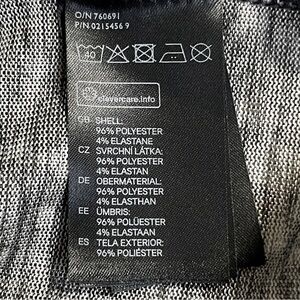 O/N 760691
P/N 0215456 9
40
clevercare.info
GB SHELL:
96% POLYESTER
4% ELASTANE
CZ SVRCHNÍ LÁTKA:
96% POLYESTER
4% ELASTAN
DE OBERMATERIAL:
96% POLYESTER
4% ELASTHAN
EE ÜMBRIS:
96% POLÜESTER
4% ELASTAAN
ES TELA EXTERIOR:
96% POLIÉSTER